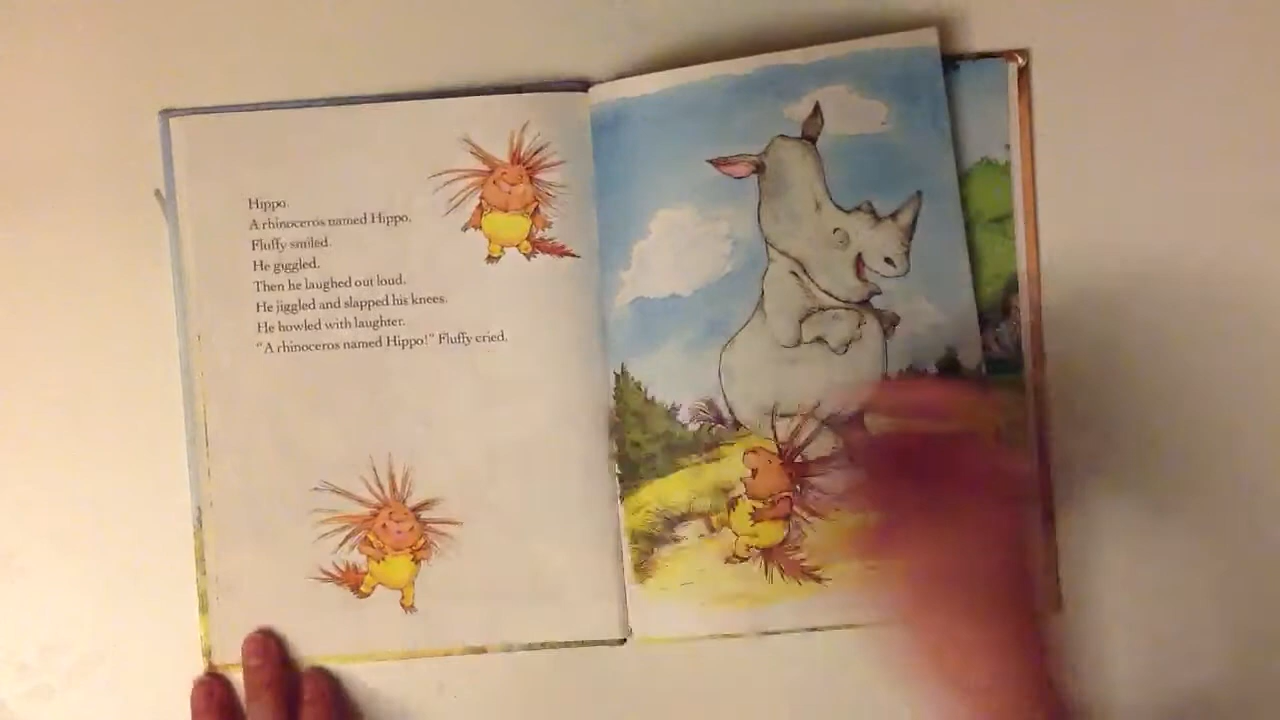 Hippo.
A rhinoceros named Hippo.
Fluffy smiled.
He giggled.
Then he laughed out loud.
He jiggled and slapped his knees.
He howled with laughter.
"A rhinoceros named Hippo!" Fluffy cried.